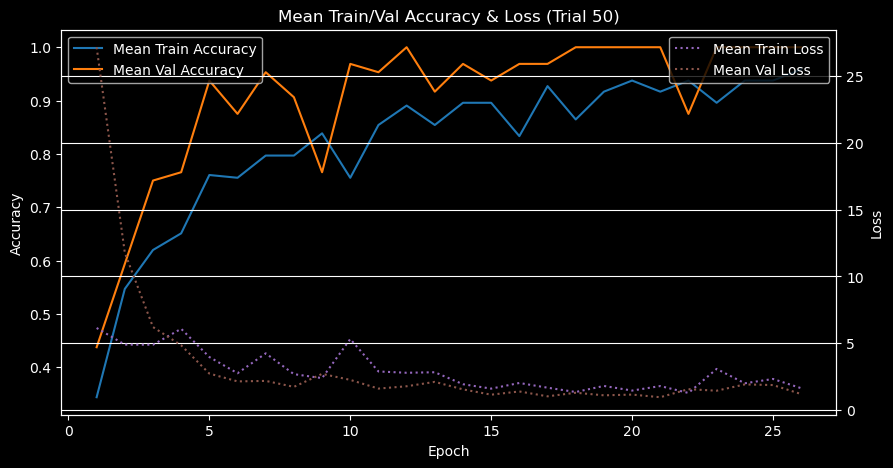 Mean Train/Val Accuracy & Loss (Trial 50)
Mean Train Accuracy
Mean Val Accuracy
Mean Train Loss
Mean Val Loss
1.0
0.9
0.8
0.7
0.6
0.5
0.4
Accuracy
25
20
15
10
5
0
Loss
0 5 10 15 20 25
Epoch